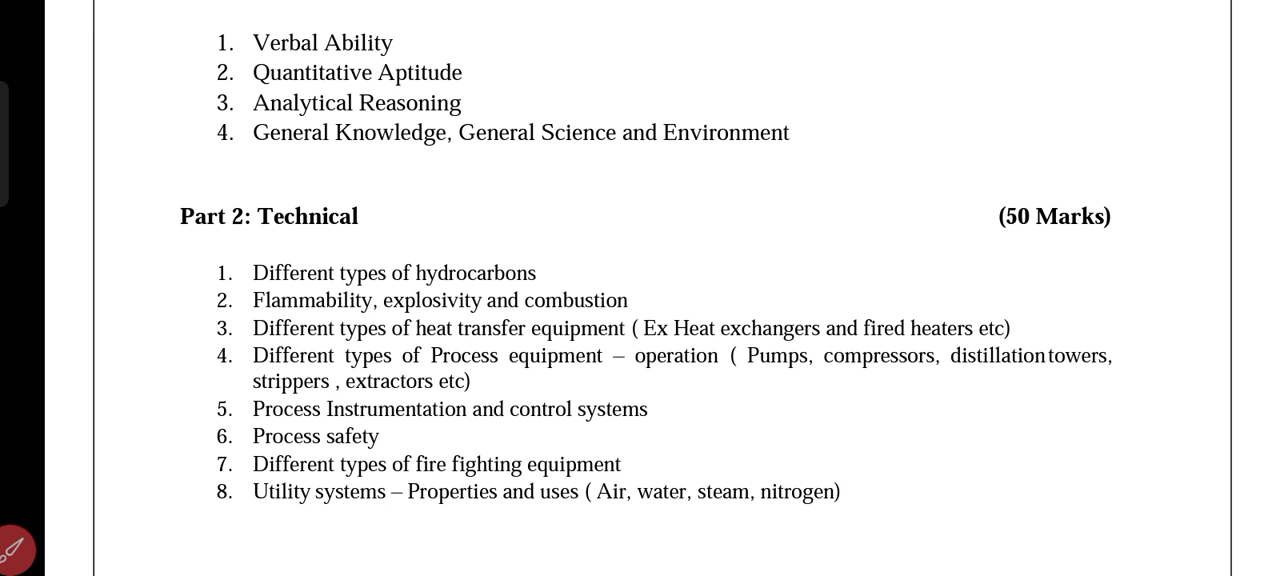 1. Verbal Ability
2. Quantitative Aptitude
3. Analytical Reasoning
4. General Knowledge, General Science and Environment
Part 2: Technical (50 Marks)
1. Different types of hydrocarbons
2. Flammability, explosivity and combustion
3. Different types of heat transfer equipment ( Ex Heat exchangers and fired heaters etc)
4. Different types of Process equipment – operation ( Pumps, compressors, distillation towers,
strippers , extractors etc)
5. Process Instrumentation and control systems
6. Process safety
7. Different types of fire fighting equipment
8. Utility systems – Properties and uses ( Air, water, steam, nitrogen)